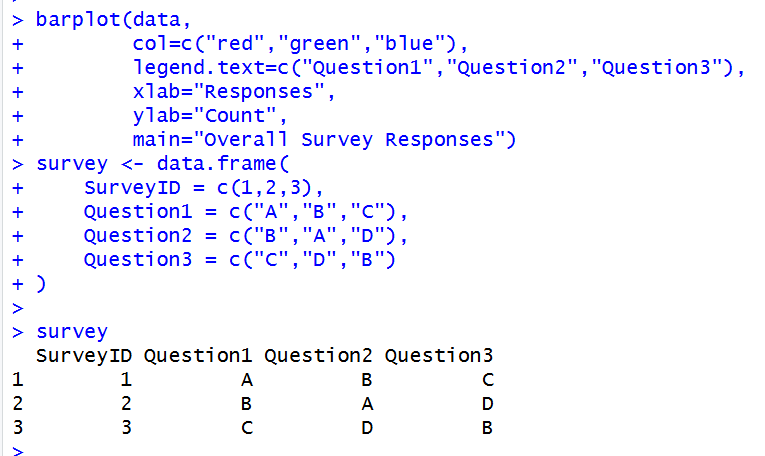 > barplot(data,
+         col=c("red","green","blue"),
+         legend.text=c("Question1","Question2","Question3"),
+         xlab="Responses",
+         ylab="Count",
+         main="Overall Survey Responses")
> survey <- data.frame(
+     SurveyID = c(1,2,3),
+     Question1 = c("A","B","C"),
+     Question2 = c("B","A","D"),
+     Question3 = c("C","D","B")
+ )
>
> survey
  SurveyID Question1 Question2 Question3
1        1         A         B         C
2        2         B         A         D
3        3         C         D         B
>